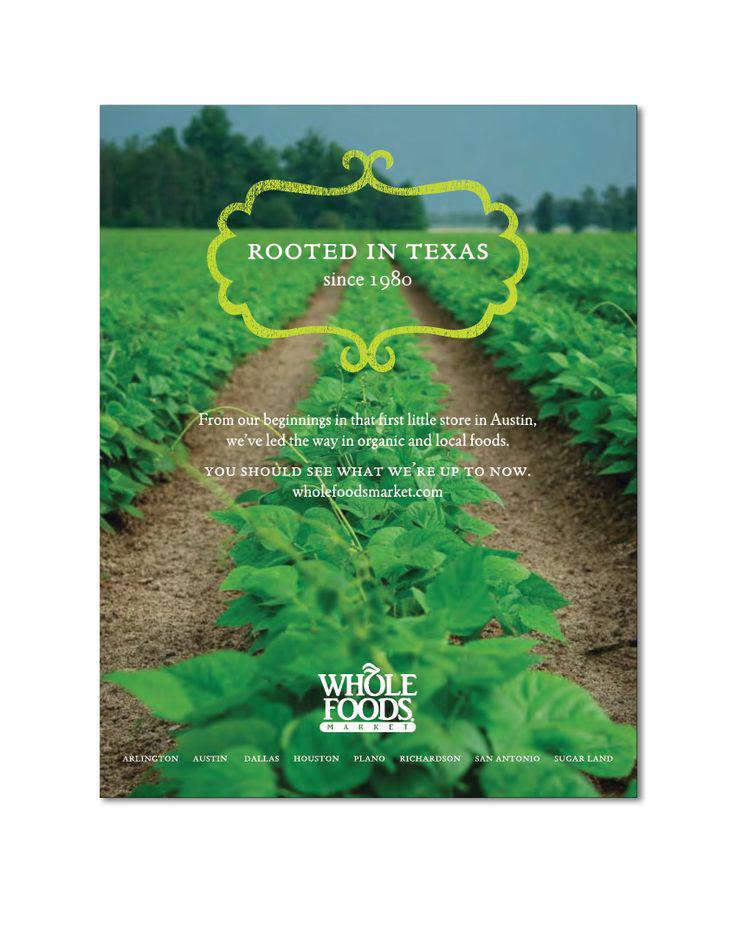 ROOTED IN TEXAS
since 1980
From our beginnings in that first little store in Austin,
we've led the way in organic and local foods.
YOU SHOULD SEE WHAT WE'RE UP TO NOW.
wholefoodsmarket.com
WHOLE
FOODS
MARKET
ARLINGTON AUSTIN DALLAS HOUSTON PLANO RICHARDSON SAN ANTONIO SUGAR LAND